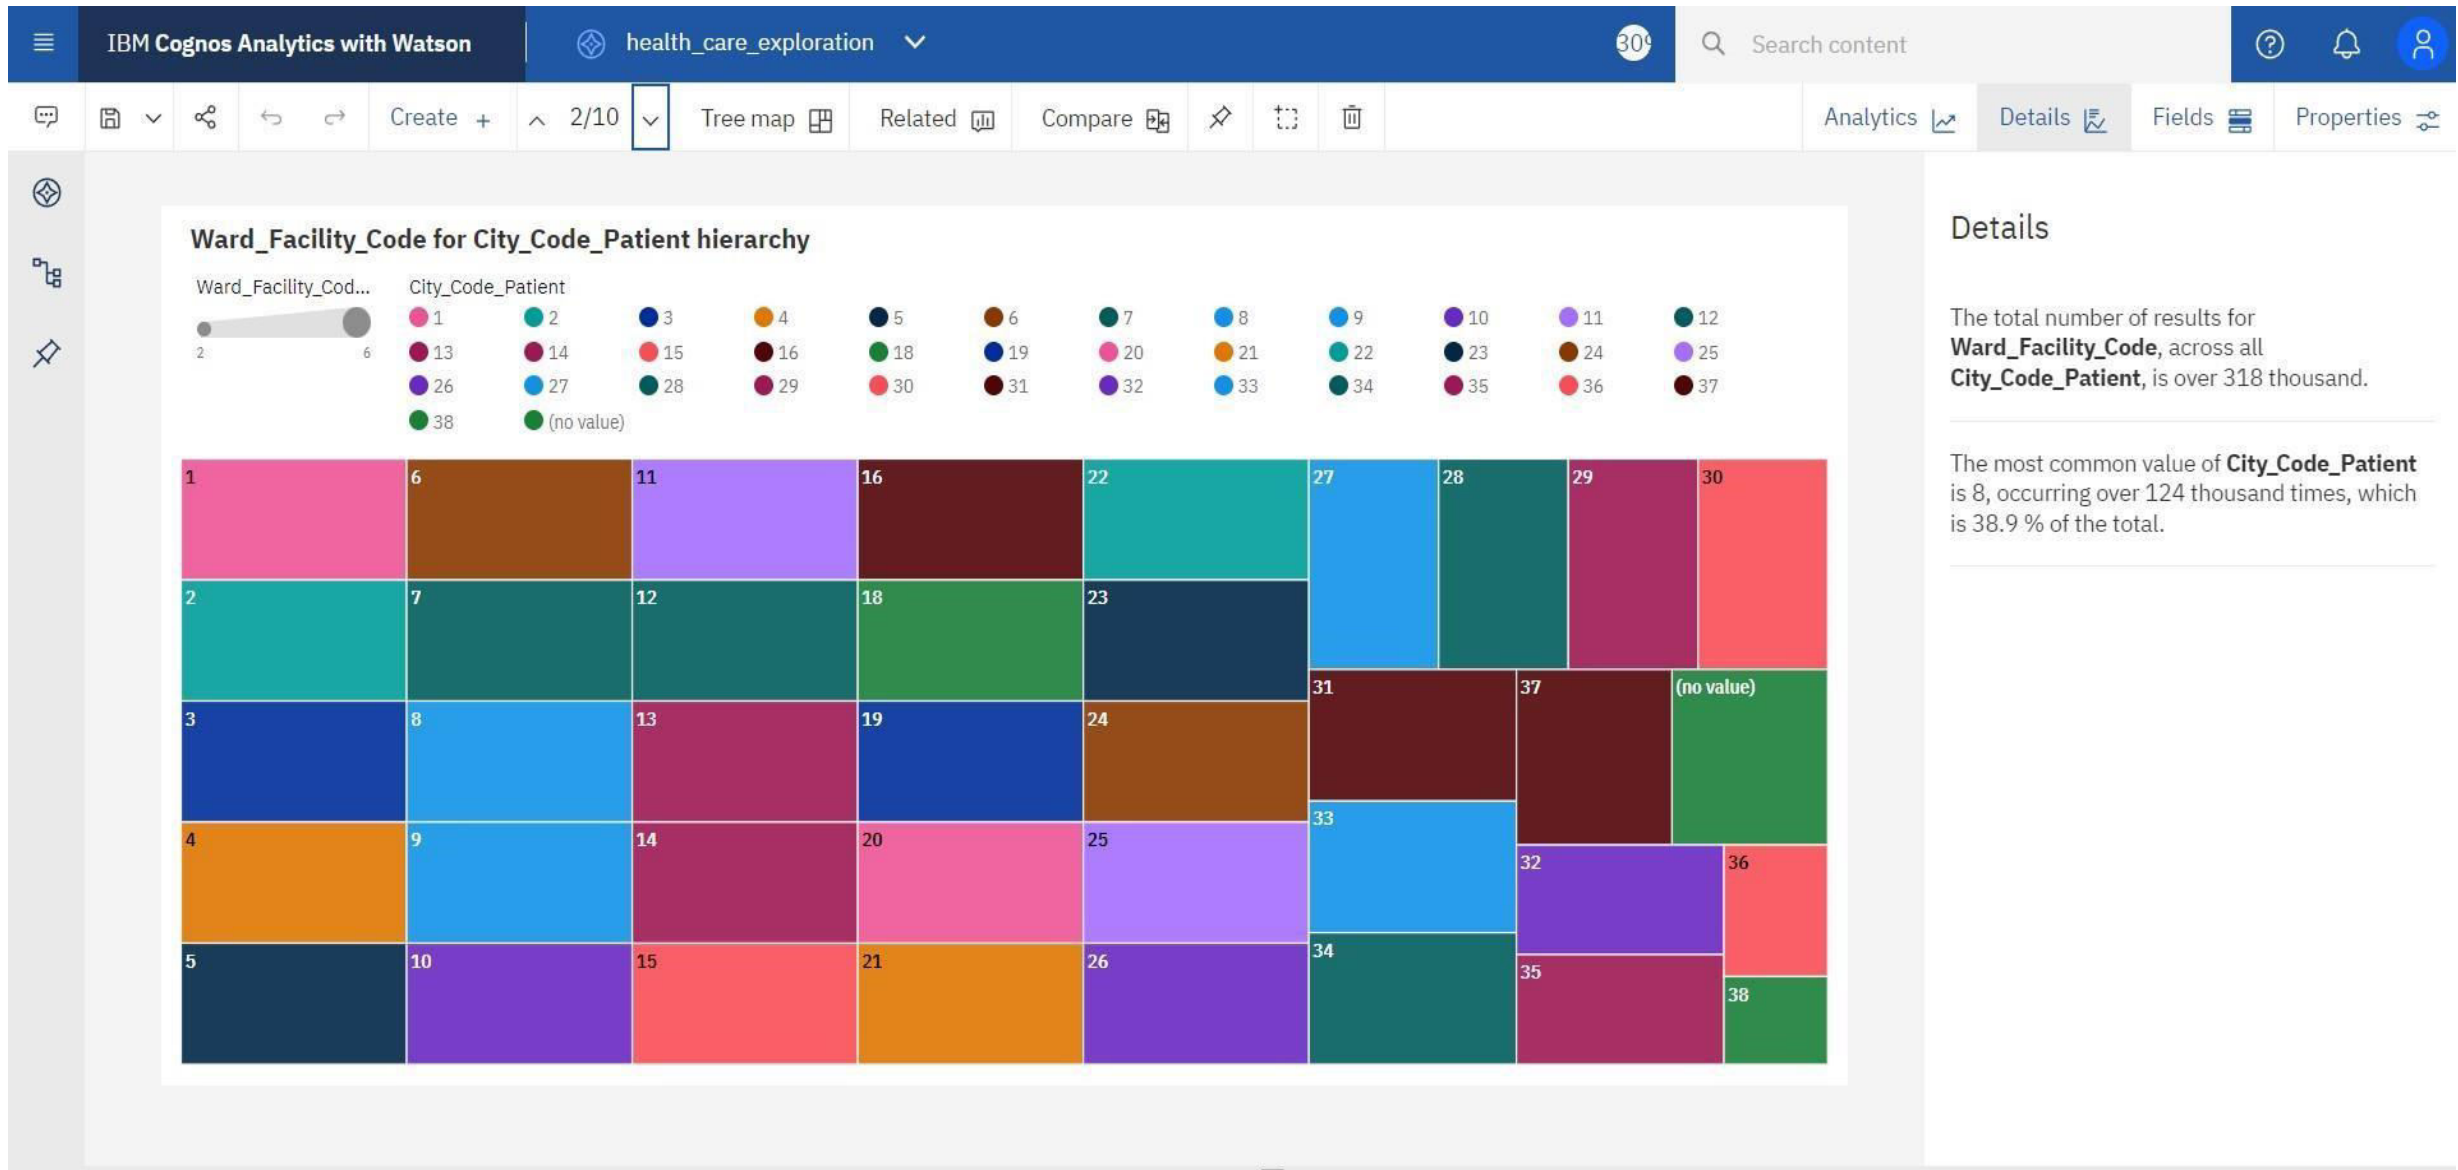 IBM Cognos Analytics with Watson
health_care_exploration
Search content
Create +
2/10
Tree map
Related
Compare
Analytics
Details
Fields
Properties
Ward_Facility_Code for City_Code_Patient hierarchy
Ward_Facility_Cod...
2 6
City_Code_Patient
1 2 3 4 5 6 7 8 9 10 11 12
13 14 15 16 18 19 20 21 22 23 24 25
26 27 28 29 30 31 32 33 34 35 36 37
38 (no value)
1 6 11 16 22 27 28 29 30
2 7 12 18 23
31 37 (no value)
3 8 13 19 24
33
4 9 14 20 25
32 36
34
5 10 15 21 26
35
38
Details
The total number of results for
Ward_Facility_Code, across all
City_Code_Patient, is over 318 thousand.
The most common value of City_Code_Patient
is 8, occurring over 124 thousand times, which
is 38.9 % of the total.